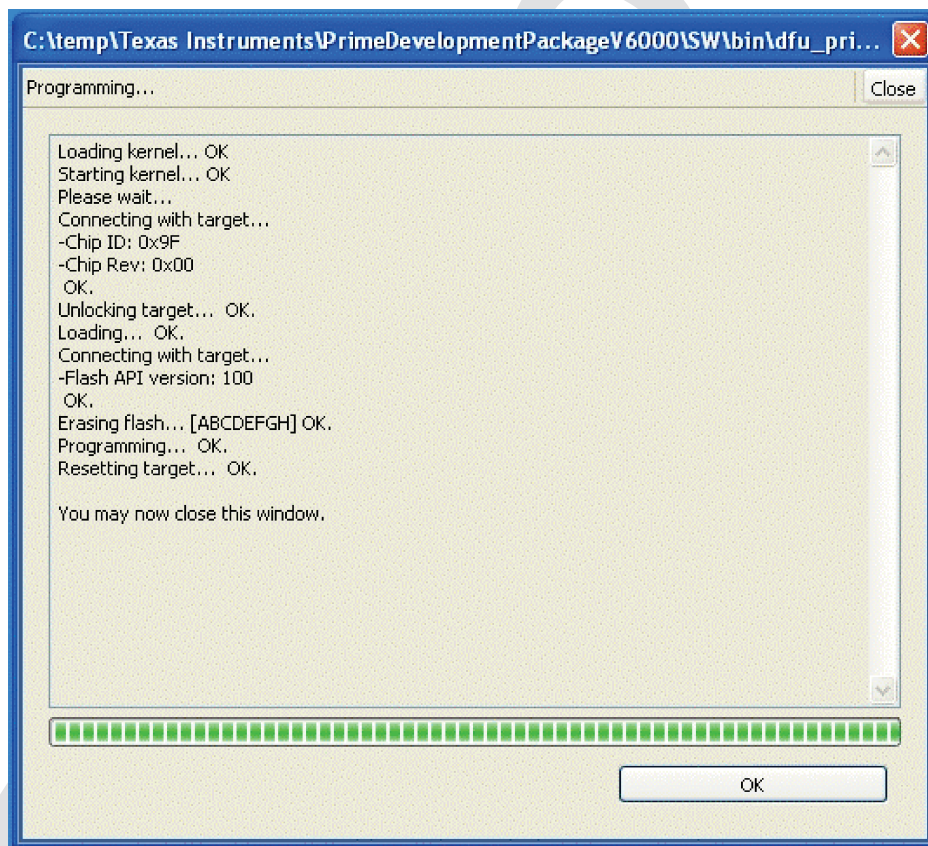 C:\temp\Texas Instruments\PrimeDevelopmentPackageV6000\SW\bin\dfu_pri...
Programming...
Close
Loading kernel... OK
Starting kernel... OK
Please wait...
Connecting with target...
-Chip ID: 0x9F
-Chip Rev: 0x00
OK.
Unlocking target... OK.
Loading... OK.
Connecting with target...
-Flash API version: 100
OK.
Erasing flash... [ABCDEFGH] OK.
Programming... OK.
Resetting target... OK.
You may now close this window.
OK